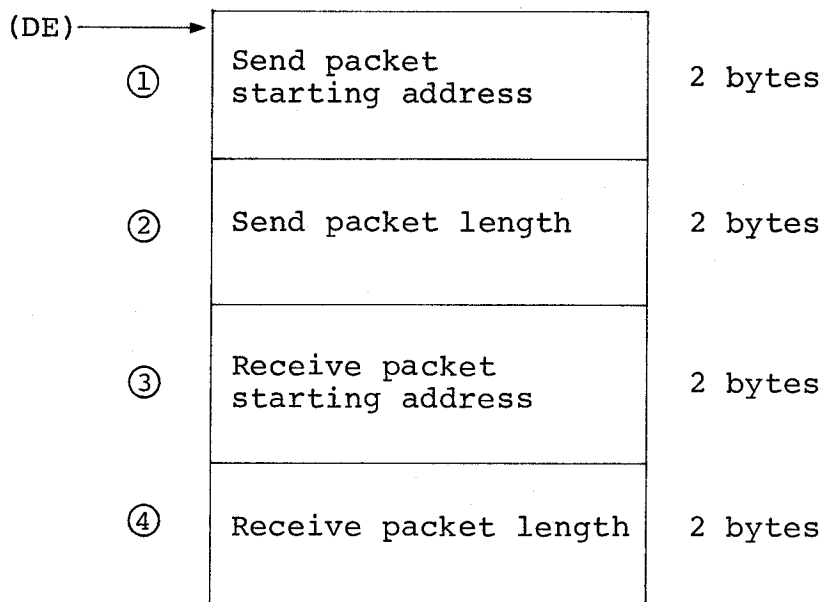 (DE)
① Send packet
starting address 2 bytes
② Send packet length 2 bytes
③ Receive packet
starting address 2 bytes
④ Receive packet length 2 bytes